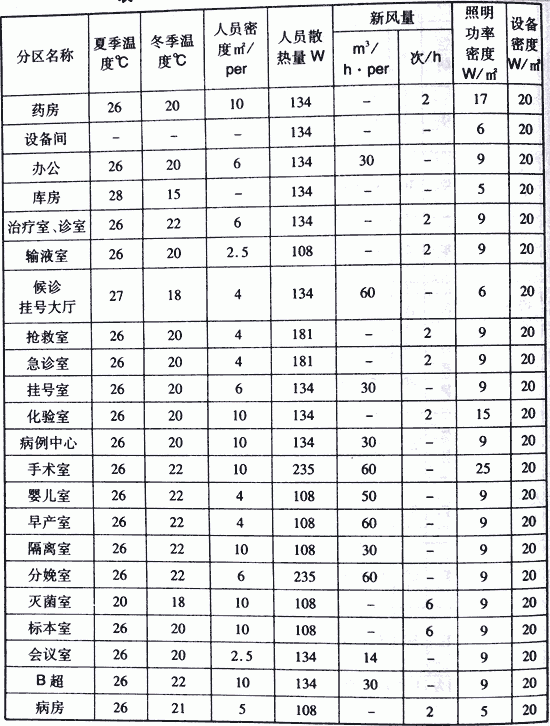 分区名称 夏季温度℃ 冬季温度℃ 人员密度㎡/per 人员散热量 W 新风量 m³/h·per 次/h 照明功率密度W/㎡ 设备密度W/㎡
药房 26 20 10 134 – 2 17 20
设备间 – – – 134 – – 6 20
办公 26 20 6 134 30 – 9 20
库房 28 15 – 134 – – 5 20
治疗室、诊室 26 22 6 134 – 2 9 20
输液室 26 20 2.5 108 – 2 9 20
候诊挂号大厅 27 18 4 134 60 – 6 20
抢救室 26 20 4 181 – 2 9 20
急诊室 26 20 4 181 – 2 9 20
挂号室 26 20 6 134 30 – 9 20
化验室 26 20 10 134 – 2 15 20
病例中心 26 20 10 134 30 – 9 20
手术室 26 22 10 235 60 – 25 20
婴儿室 26 22 4 108 50 – 9 20
早产室 26 22 4 108 60 – 9 20
隔离室 26 22 10 108 30 – 9 20
分娩室 26 22 6 235 60 – 9 20
灭菌室 20 18 10 108 – 6 9 20
标本室 26 20 10 108 – 6 9 20
会议室 26 20 2.5 134 14 – 9 20
B超 26 22 10 134 30 – 9 20
病房 26 21 5 108 – 2 5 20